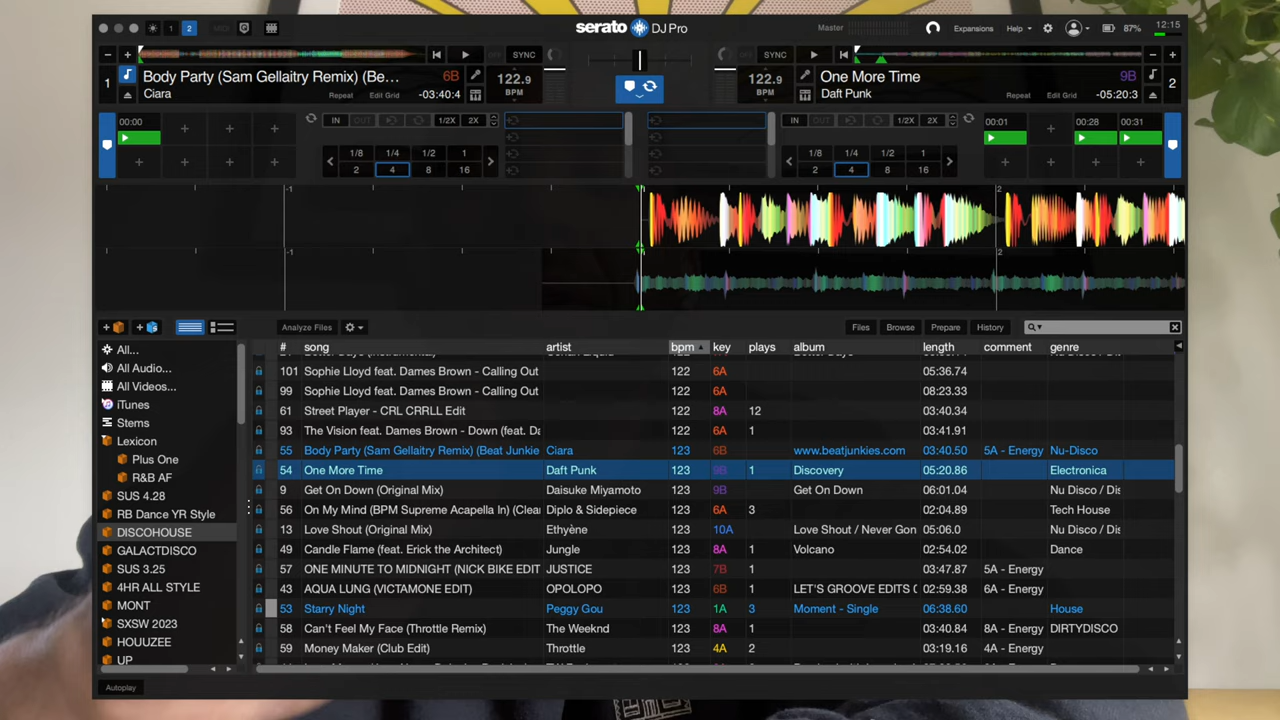 1 2 MIDI serato DJ Pro Master Expansions Help 87% 12:15
SYNC SYNC
1 Body Party (Sam Gellaitry Remix) (Be... 6B 122.9 BPM 122.9 BPM One More Time 9B 2
Ciara Repeat Edit Grid -03:40:4 Daft Punk Repeat Edit Grid -05:20:3
00:00 IN OUT 1/2X 2X IN OUT 1/2X 2X 00:01 00:28 00:31
1/8 1/4 1/2 1 1/8 1/4 1/2 1
2 4 8 16 2 4 8 16
-1 1 2
-1 1 2
Analyze Files Files Browse Prepare History
# song artist bpm key plays album length comment genre
101 Sophie Lloyd feat. Dames Brown - Calling Out 122 6A 05:36.74
99 Sophie Lloyd feat. Dames Brown - Calling Out 122 6A 08:23.33
61 Street Player - CRL CRRLL Edit 122 8A 12 03:40.34
93 The Vision feat. Dames Brown - Down (feat. Da 122 6A 1 03:41.91
55 Body Party (Sam Gellaitry Remix) (Beat Junkie Ciara 123 6B www.beatjunkies.com 03:40.50 5A - Energy Nu-Disco
54 One More Time Daft Punk 123 9B 1 Discovery 05:20.86 Electronica
9 Get On Down (Original Mix) Daisuke Miyamoto 123 9B Get On Down 06:01.04 Nu Disco / Dis
56 On My Mind (BPM Supreme Acapella In) (Clear Diplo & Sidepiece 123 6A 3 02:04.89 Tech House
13 Love Shout (Original Mix) Ethyène 123 10A Love Shout / Never Gon 05:06.0 Nu Disco / Dis
49 Candle Flame (feat. Erick the Architect) Jungle 123 8A 1 Volcano 02:54.02 Dance
57 ONE MINUTE TO MIDNIGHT (NICK BIKE EDIT JUSTICE 123 7B 1 03:47.87 5A - Energy
43 AQUA LUNG (VICTAMONE EDIT) OPOLOPO 123 6B 1 LET'S GROOVE EDITS 02:59.38 6A - Energy
53 Starry Night Peggy Gou 123 1A 3 Moment - Single 06:38.60 House
58 Can't Feel My Face (Throttle Remix) The Weeknd 123 8A 1 03:40.84 8A - Energy DIRTYDISCO
59 Money Maker (Club Edit) Throttle 123 4A 2 03:19.16 4A - Energy
All...
All Audio...
All Videos...
iTunes
Stems
Lexicon
Plus One
R&B AF
SUS 4.28
RB Dance YR Style
DISCOHOUSE
GALACTDISCO
SUS 3.25
4HR ALL STYLE
MONT
SXSW 2023
HOUUZEE
UP
Autoplay